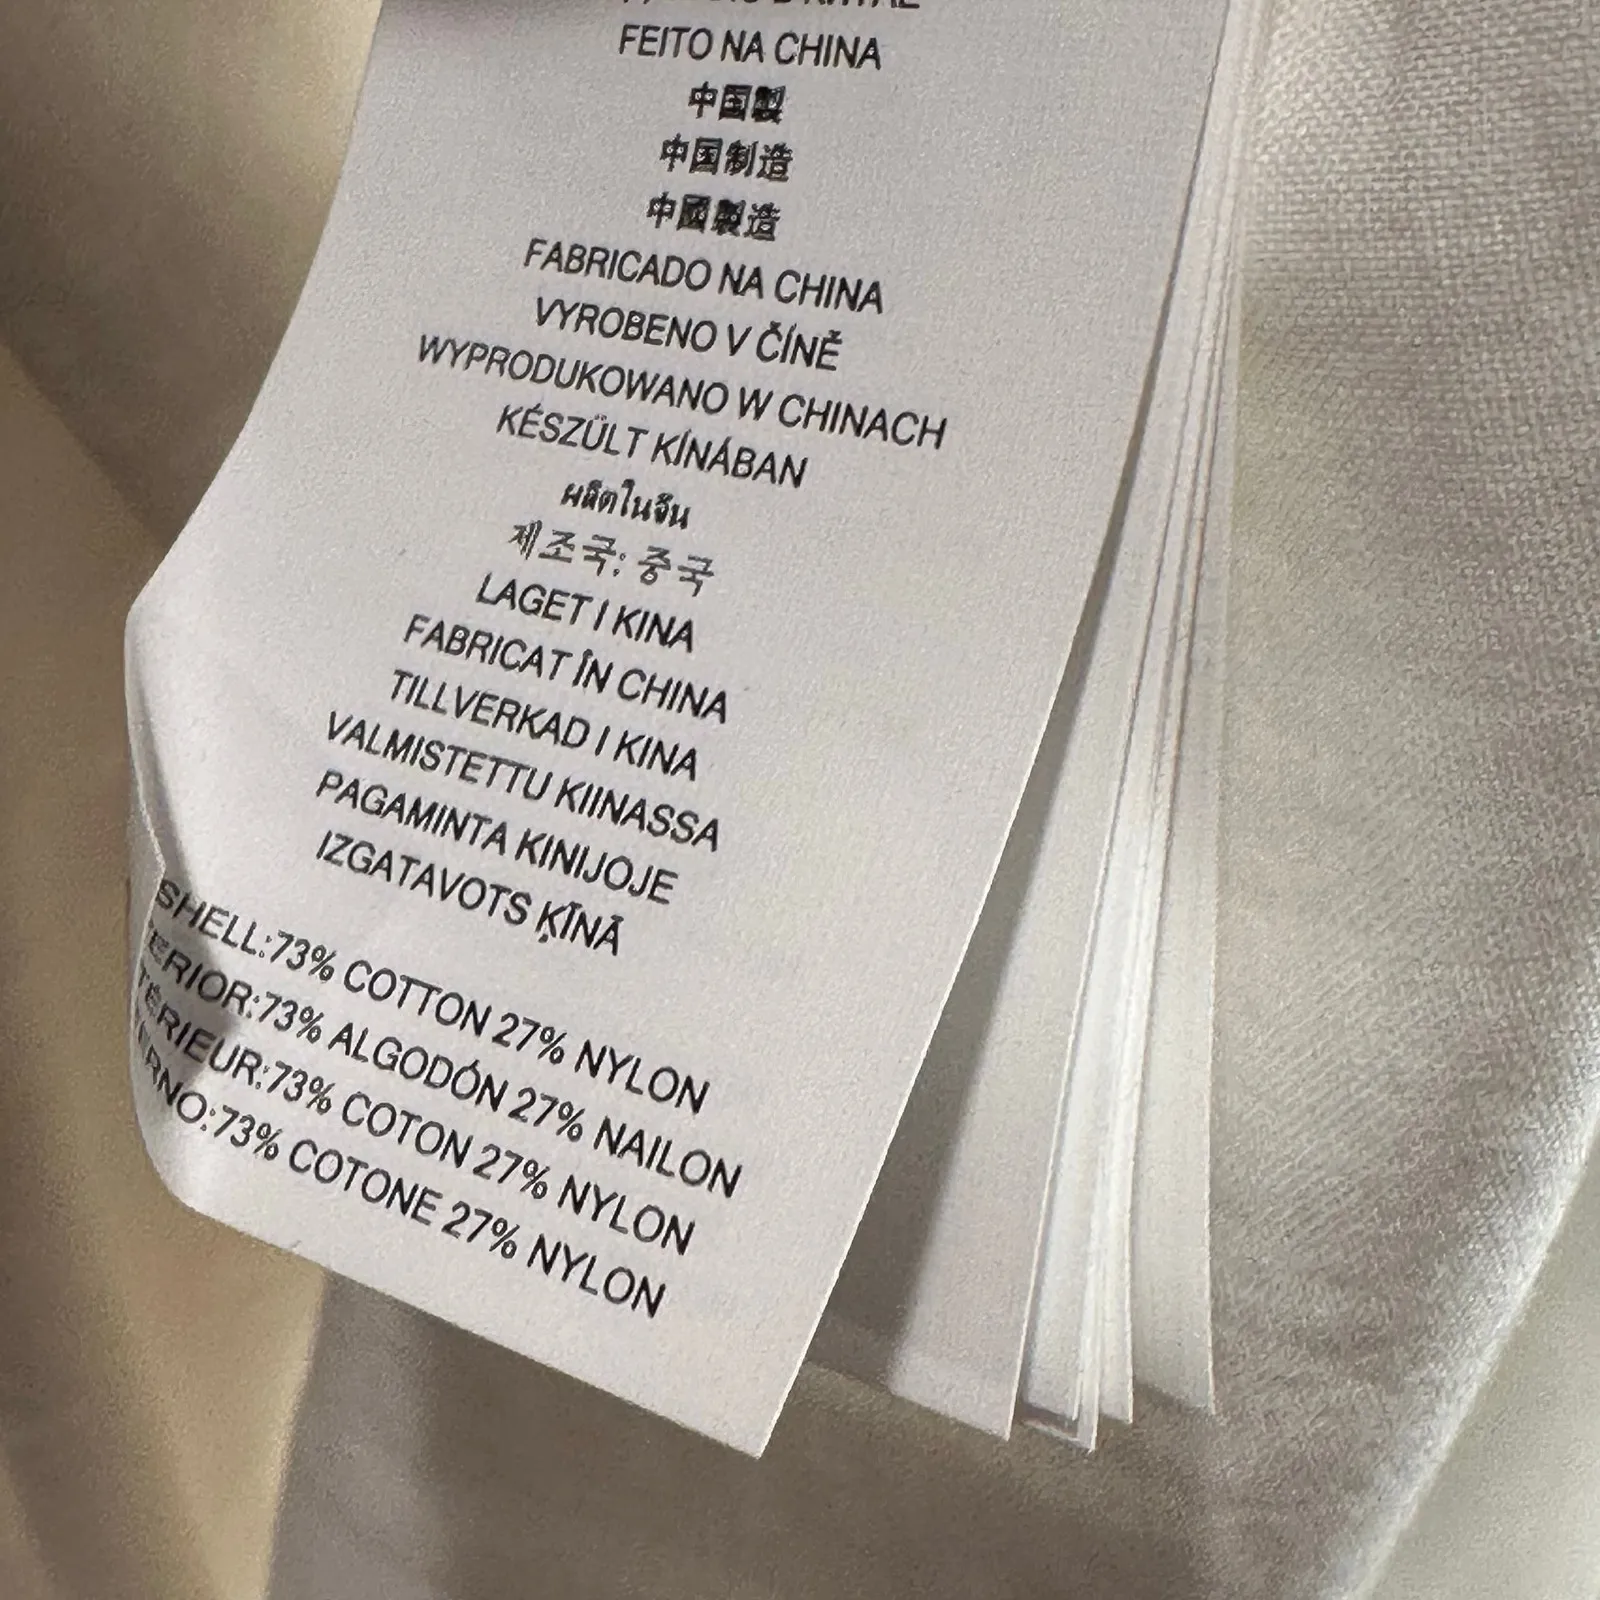 FEITO NA CHINA
中国製
中国制造
中國製造
FABRICADO NA CHINA
VYROBENO V ČÍNĚ
WYPRODUKOWANO W CHINACH
KÉSZÜLT KÍNÁBAN
ผลิตในจีน
제조국: 중국
LAGET I KINA
FABRICAT ÎN CHINA
TILLVERKAD I KINA
VALMISTETTU KIINASSA
PAGAMINTA KINIJOJE
IZGATAVOTS ĶĪNĀ
SHELL:73% COTTON 27% NYLON
ERIOR:73% ALGODÓN 27% NAILON
TÉRIEUR:73% COTON 27% NYLON
ERNO:73% COTONE 27% NYLON